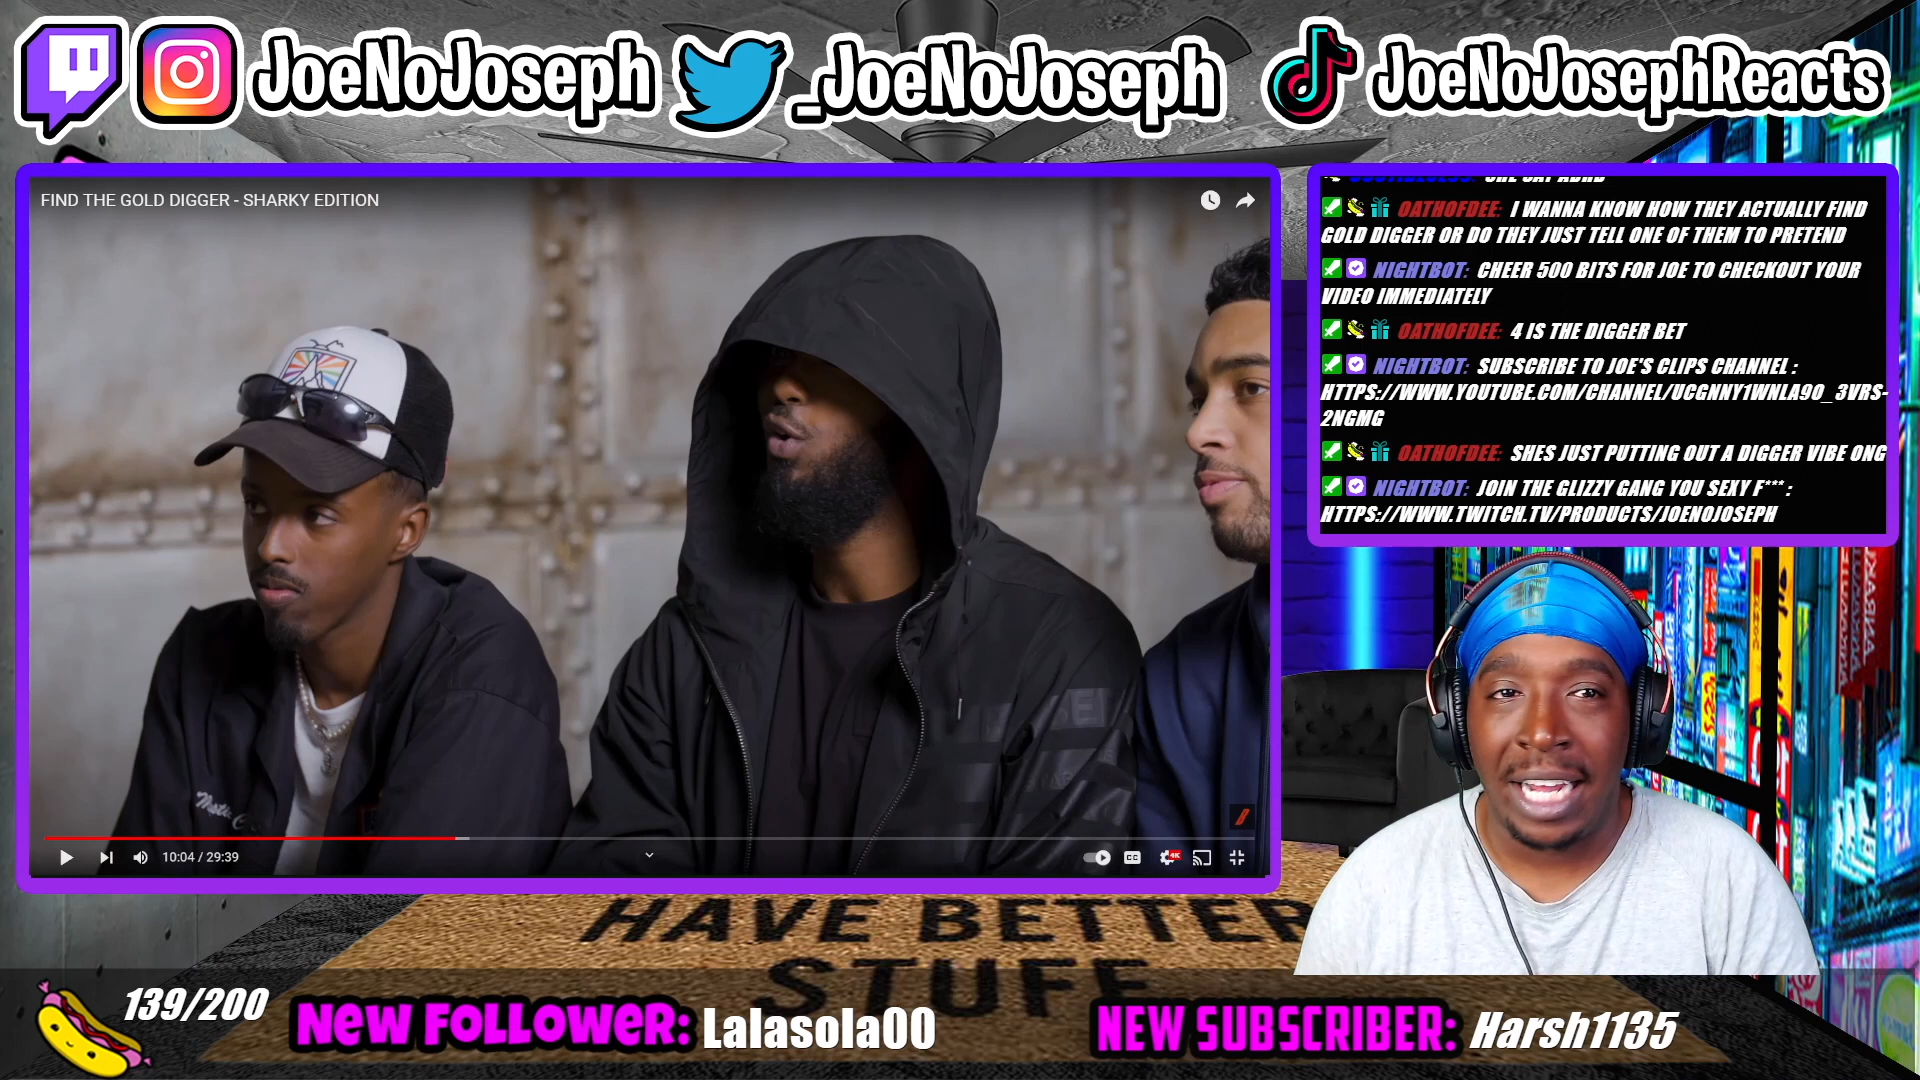 JoeNoJoseph
_JoeNoJoseph
JoeNoJosephReacts
FIND THE GOLD DIGGER - SHARKY EDITION
OATHOFDEE: I WANNA KNOW HOW THEY ACTUALLY FIND
GOLD DIGGER OR DO THEY JUST TELL ONE OF THEM TO PRETEND
NIGHTBOT: CHEER 500 BITS FOR JOE TO CHECKOUT YOUR
VIDEO IMMEDIATELY
OATHOFDEE: 4 IS THE DIGGER BET
NIGHTBOT: SUBSCRIBE TO JOE'S CLIPS CHANNEL :
HTTPS://WWW.YOUTUBE.COM/CHANNEL/UCGNNY1WNLA9O_3VRS-
2NGMG
OATHOFDEE: SHES JUST PUTTING OUT A DIGGER VIBE ONG
NIGHTBOT: JOIN THE GLIZZY GANG YOU SEXY F*** :
HTTPS://WWW.TWITCH.TV/PRODUCTS/JOENOJOSEPH
10:04 / 29:39
CC
4K
HAVE BETTER
STUFF
139/200
NEW FOLLOWER: Lalasola00
NEW SUBSCRIBER: Harsh1135